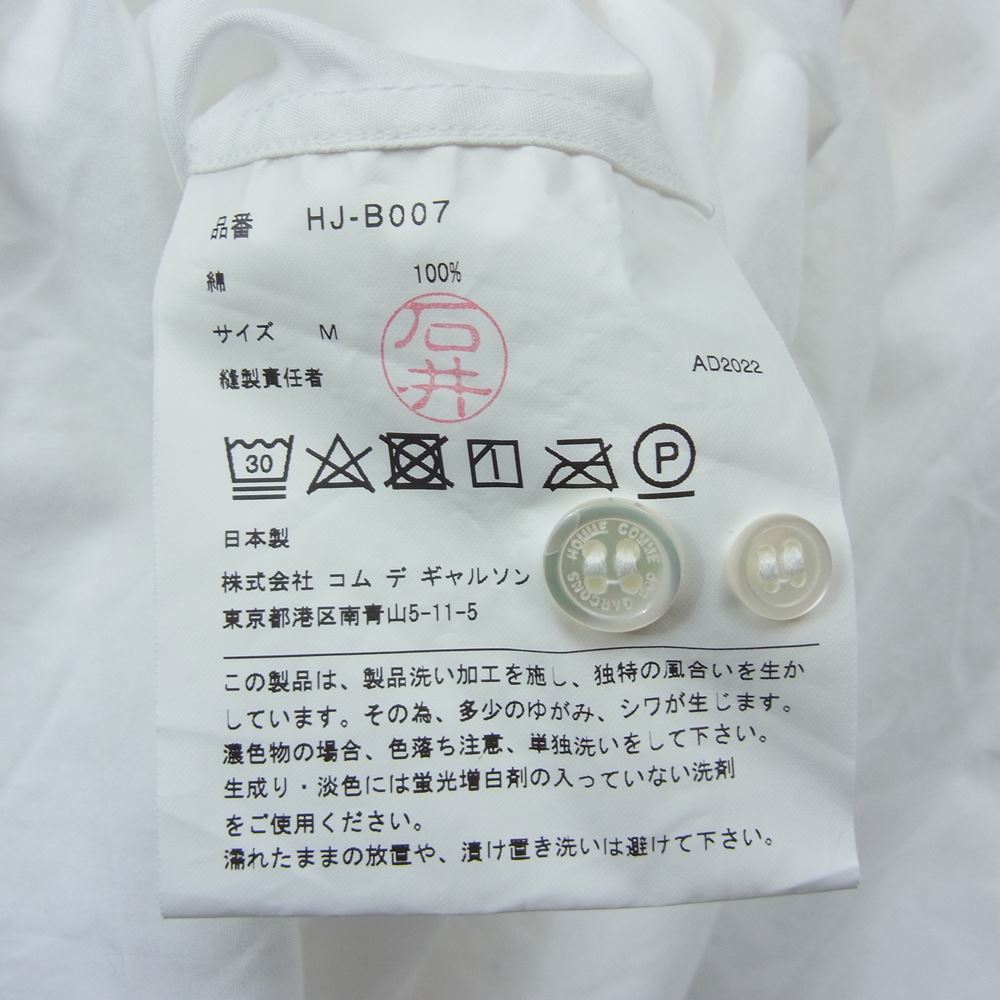 品番 HJ-B007
綿 100%
サイズ M
石井
AD2022
縫製責任者
30
P
日本製
株式会社 コム デ ギャルソン
東京都港区南青山5-11-5
HOMME COMME des GARCONS
この製品は、製品洗い加工を施し、独特の風合いを生か
しています。その為、多少のゆがみ、シワが生じます。
濃色物の場合、色落ち注意、単独洗いをして下さい。
生成り・淡色には蛍光増白剤の入っていない洗剤
をご使用ください。
濡れたままの放置や、漬け置き洗いは避けて下さい。